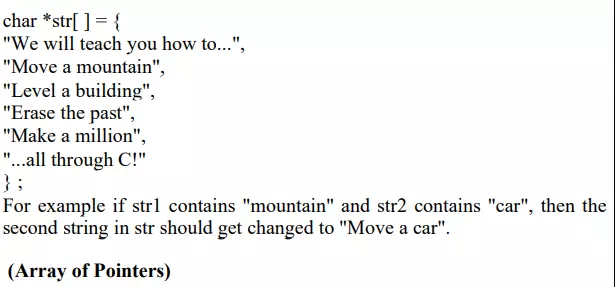 char *str[ ] = {
"We will teach you how to...",
"Move a mountain",
"Level a building",
"Erase the past",
"Make a million",
"...all through C!"
} ;
For example if str1 contains "mountain" and str2 contains "car", then the
second string in str should get changed to "Move a car".
(Array of Pointers)